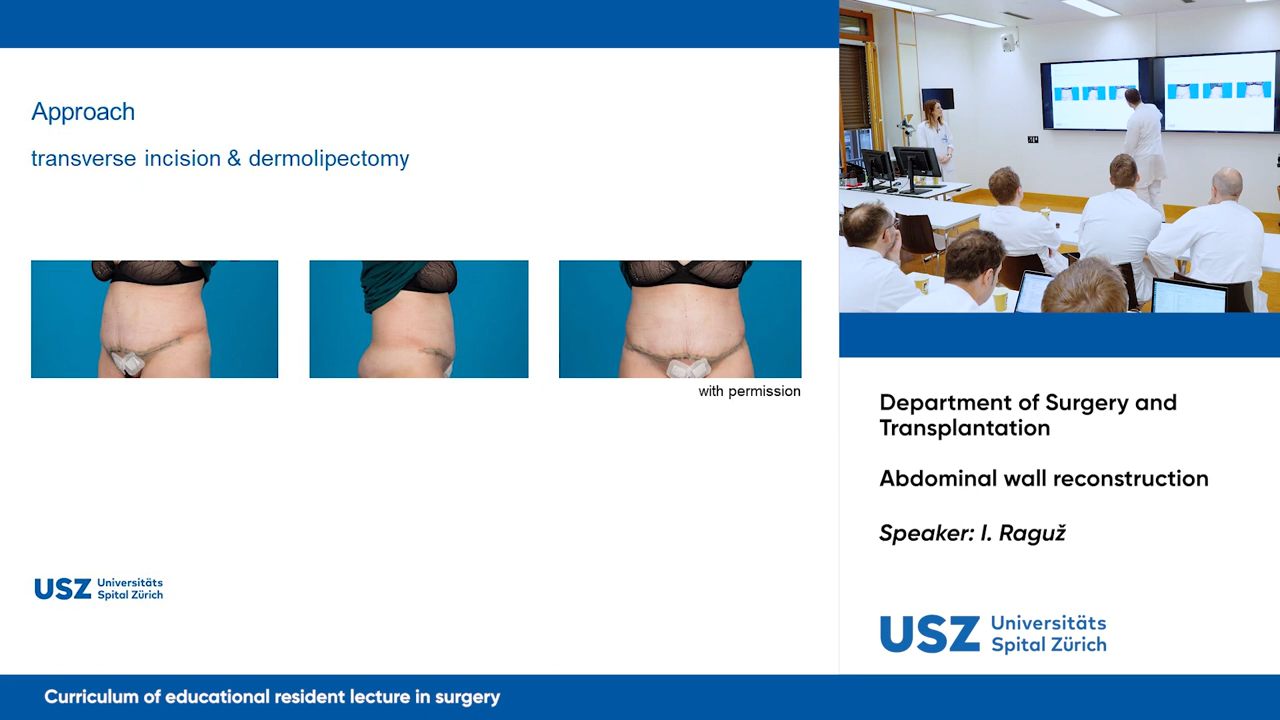 Approach
transverse incision & dermolipectomy
with permission
USZ Universitäts
Spital Zürich
Department of Surgery and
Transplantation
Abdominal wall reconstruction
Speaker: I. Raguž
USZ Universitäts
Spital Zürich
Curriculum of educational resident lecture in surgery